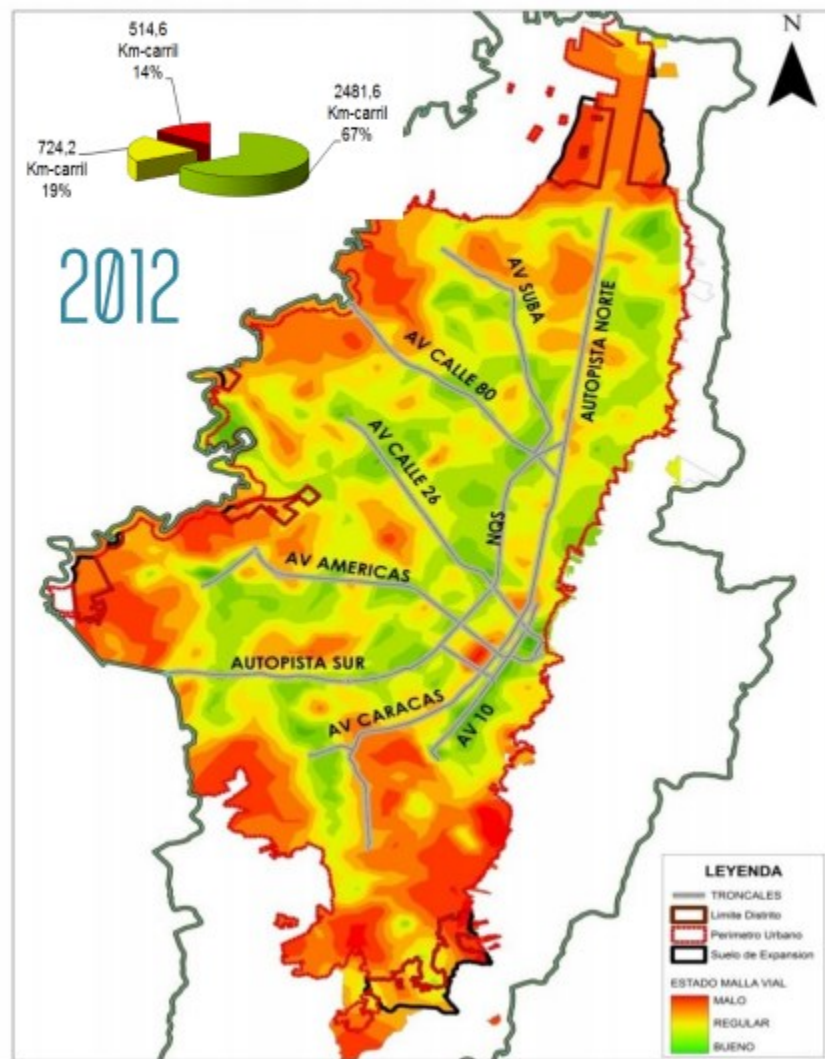 514,6
Km-carril
14%
2481,6
Km-carril
67%
724,2
Km-carril
19%
N
2012
AV SUBA
AUTOPISTA NORTE
AV CALLE 80
AV CALLE 26
NQS
AV AMERICAS
AUTOPISTA SUR
AV CARACAS
AV 10
LEYENDA
TRONCALES
Limite Distrito
Perimetro Urbano
Suelo de Expansion
ESTADO MALLA VIAL
MALO
REGULAR
BUENO